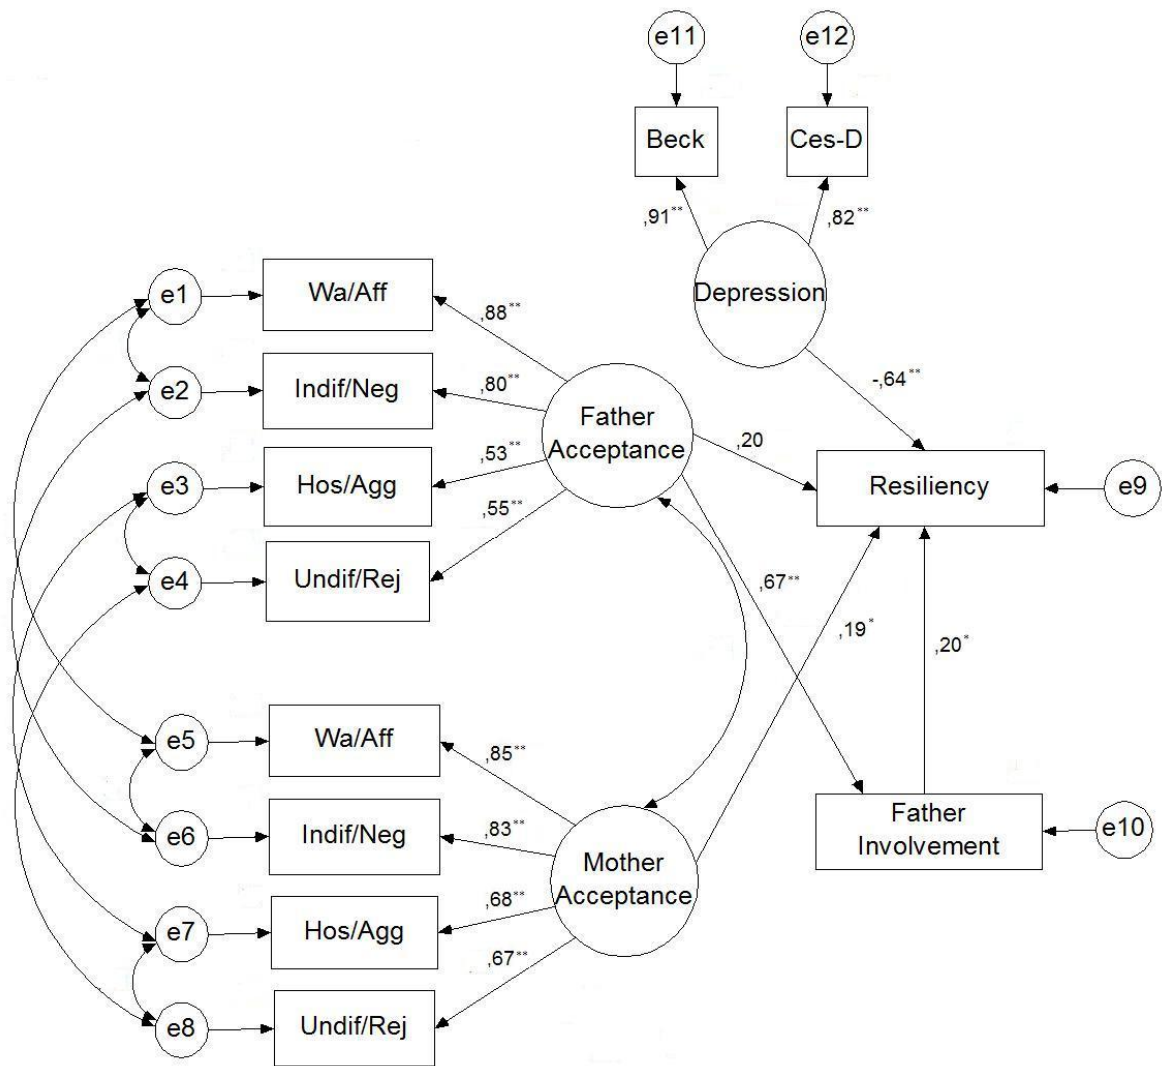 e11
e12
Beck
Ces-D
,91**
,82**
Depression
e1
Wa/Aff
,88**
-,64**
e2
Indif/Neg
,80**
Father
Acceptance
,20
e3
Hos/Agg
,53**
Resiliency
e9
e4
Undif/Rej
,55**
,67**
,19*
,20*
e5
Wa/Aff
,85**
e6
Indif/Neg
,83**
Father
Involvement
e10
Mother
Acceptance
e7
Hos/Agg
,68**
,67**
e8
Undif/Rej